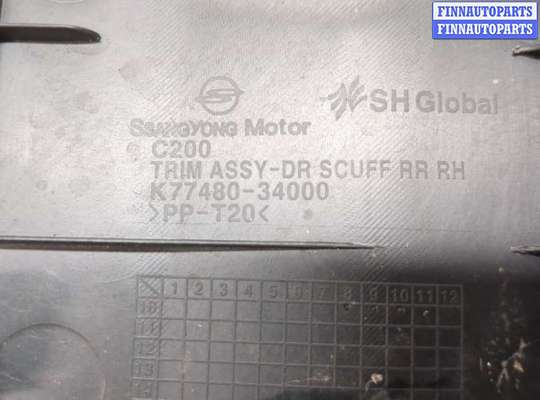 FINNAUTOPARTS
FINNAUTOPARTS
SH Global
SSANGYONG Motor
C200
TRIM ASSY-DR SCUFF RR RH
K77480-34000
>PP-T20<
1 2 3 4 5 6 7 8 9 10 11 12
10
11
12
13